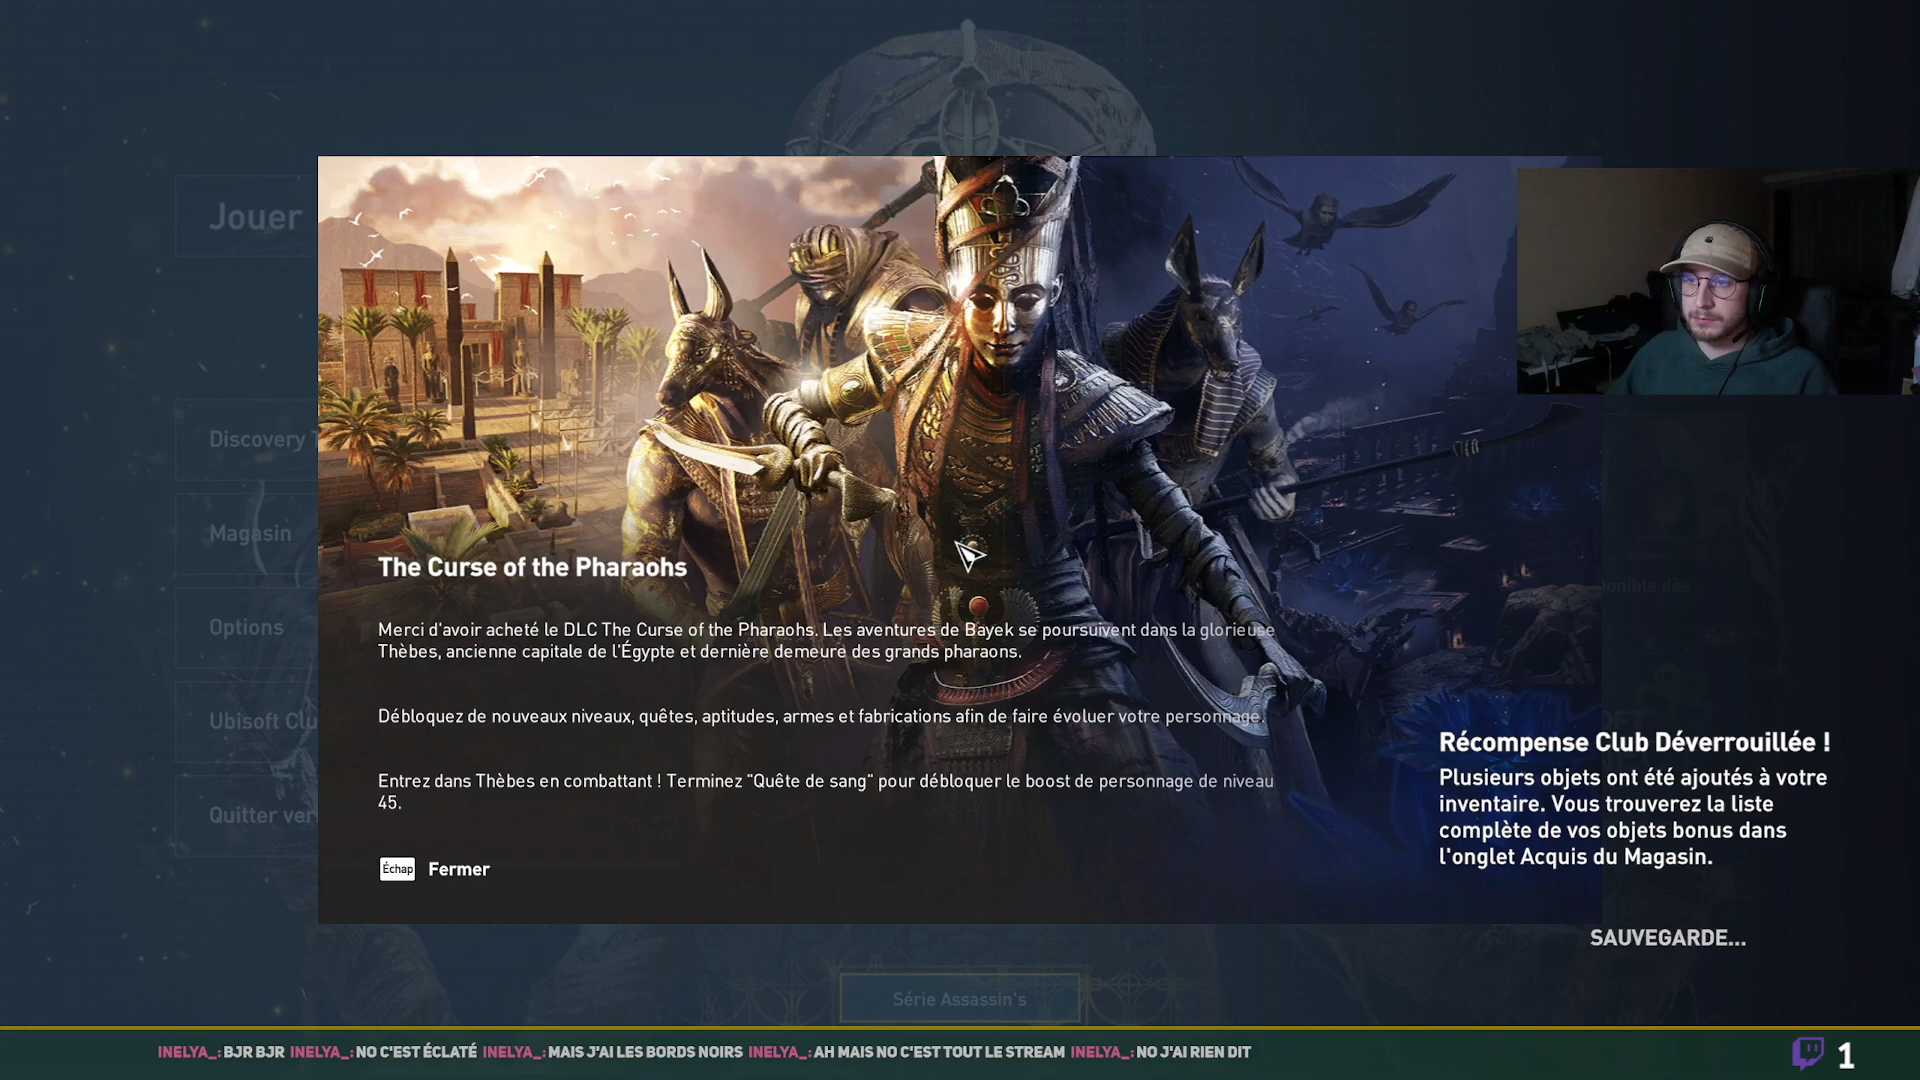 Jouer
Discovery T
Magasin
Options
Ubisoft Clu
Quitter ver
The Curse of the Pharaohs
Merci d'avoir acheté le DLC The Curse of the Pharaohs. Les aventures de Bayek se poursuivent dans la glorieuse
Thèbes, ancienne capitale de l'Égypte et dernière demeure des grands pharaons.
Débloquez de nouveaux niveaux, quêtes, aptitudes, armes et fabrications afin de faire évoluer votre personnage.
Entrez dans Thèbes en combattant ! Terminez "Quête de sang" pour débloquer le boost de personnage de niveau
45.
Échap Fermer
Récompense Club Déverrouillée !
Plusieurs objets ont été ajoutés à votre
inventaire. Vous trouverez la liste
complète de vos objets bonus dans
l'onglet Acquis du Magasin.
SAUVEGARDE...
Série Assassin's
INELYA_: BJR BJR INELYA_: NO C'EST ÉCLATÉ INELYA_: MAIS J'AI LES BORDS NOIRS INELYA_: AH MAIS NO C'EST TOUT LE STREAM INELYA_: NO J'AI RIEN DIT
1